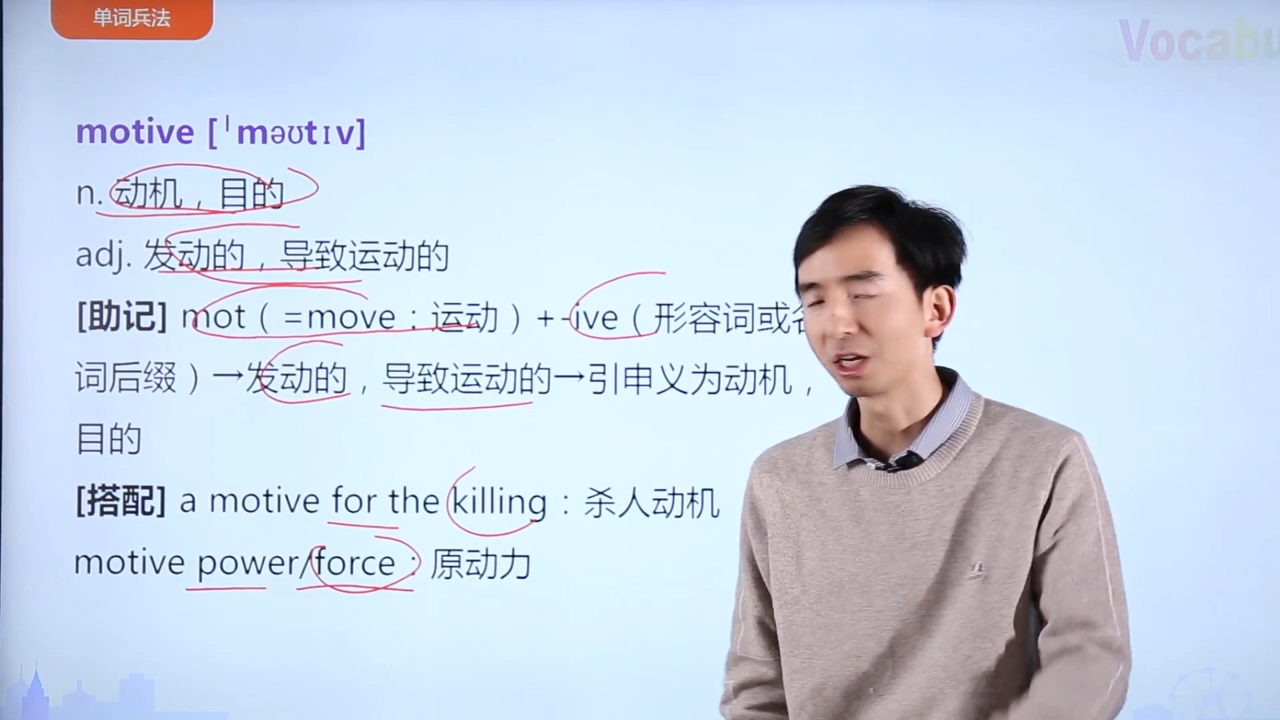 单词兵法
Vocabu
motive [ˈməʊtɪv]
n. 动机，目的
adj. 发动的，导致运动的
[助记] mot（=move：运动）+-ive（形容词或名
词后缀）→发动的，导致运动的→引申义为动机，
目的
[搭配] a motive for the killing：杀人动机
motive power/force：原动力